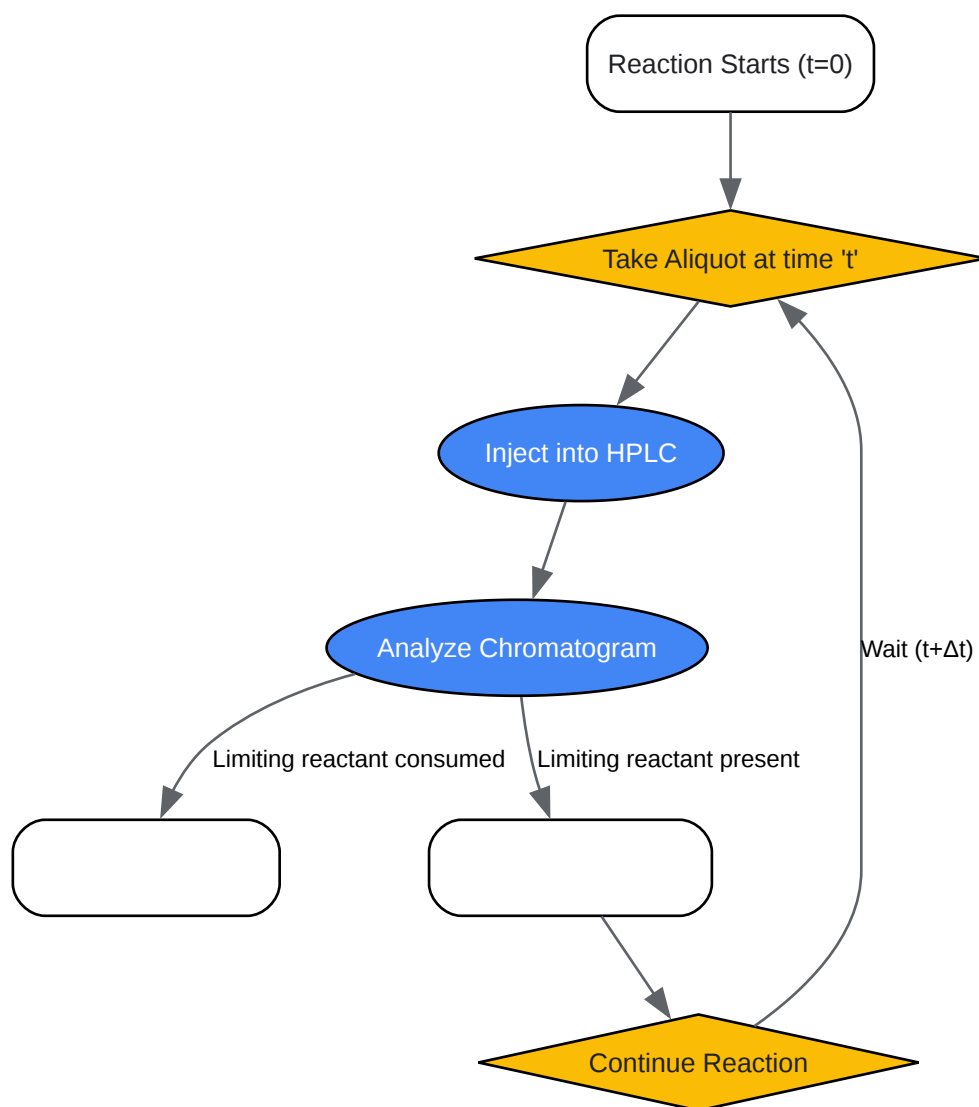 Reaction Starts (t=0)
Take Aliquot at time 't'
Inject into HPLC
Analyze Chromatogram
Wait (t+Δt)
Limiting reactant consumed
Limiting reactant present
Continue Reaction